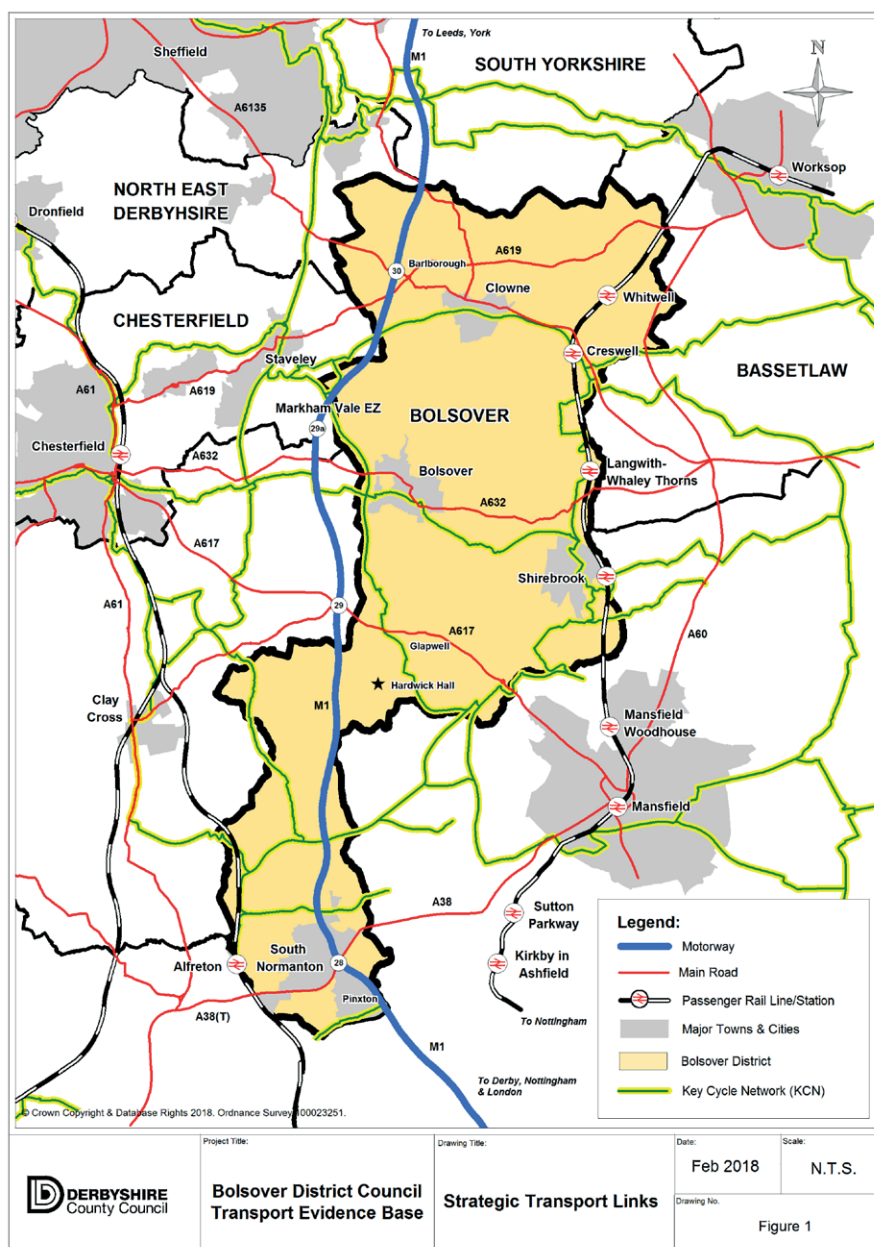 To Leeds, York
M1
Sheffield
SOUTH YORKSHIRE
N
A6135
Worksop
NORTH EAST
DERBYHSIRE
Dronfield
A619
Barlborough
30
Clowne
Whitwell
CHESTERFIELD
Staveley
Creswell
BASSETLAW
A61
A619
Markham Vale EZ
BOLSOVER
29a
Chesterfield
A632
Bolsover
Langwith-
Whaley Thorns
A632
A617
Shirebrook
A61
29
A617
A60
Glapwell
Hardwick Hall
Clay
Cross
M1
Mansfield
Woodhouse
Mansfield
A38
Sutton
Parkway
South
Normanton
28
Alfreton
Kirkby in
Ashfield
Pinxton
A38(T)
To Nottingham
M1
To Derby, Nottingham
& London
Legend:
Motorway
Main Road
Passenger Rail Line/Station
Major Towns & Cities
Bolsover District
Key Cycle Network (KCN)
© Crown Copyright & Database Rights 2018. Ordnance Survey 100023251.
DERBYSHIRE
County Council
Project Title:
Bolsover District Council
Transport Evidence Base
Drawing Title:
Strategic Transport Links
Date:
Feb 2018
Scale:
N.T.S.
Drawing No.
Figure 1